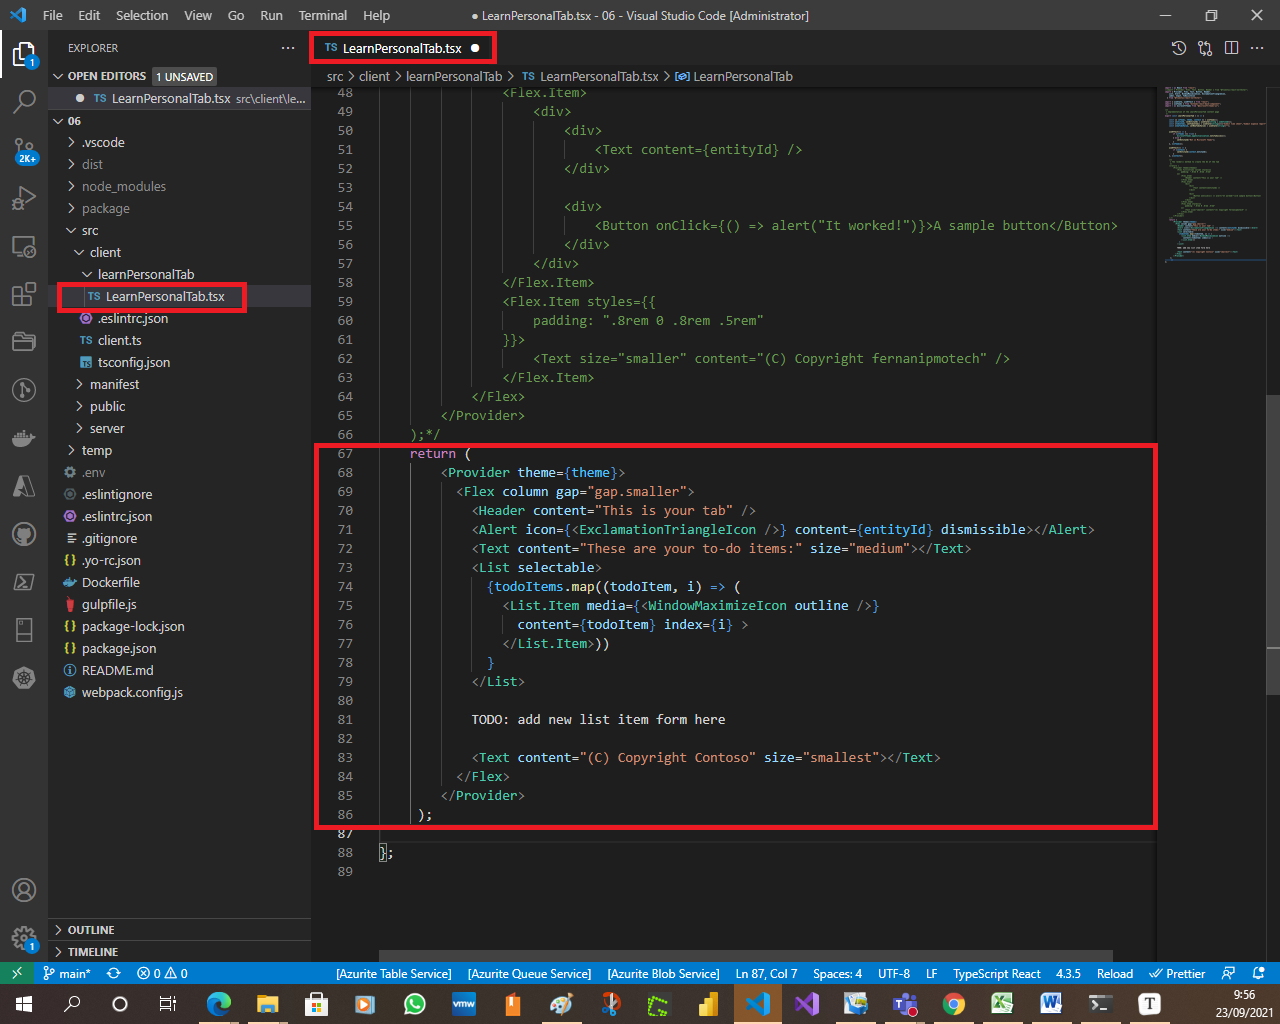 File Edit Selection View Go Run Terminal Help
● LearnPersonalTab.tsx - 06 - Visual Studio Code [Administrator]
EXPLORER
OPEN EDITORS 1 UNSAVED
TS LearnPersonalTab.tsx src\client\le...
06
.vscode
dist
node_modules
package
src
client
learnPersonalTab
TS LearnPersonalTab.tsx
.eslintrc.json
TS client.ts
tsconfig.json
manifest
public
server
temp
.env
.eslintignore
.eslintrc.json
.gitignore
{} .yo-rc.json
Dockerfile
gulpfile.js
{} package-lock.json
{} package.json
README.md
webpack.config.js
OUTLINE
TIMELINE
1
2K+
1
TS LearnPersonalTab.tsx ●
src > client > learnPersonalTab > TS LearnPersonalTab.tsx > LearnPersonalTab
48 <Flex.Item>
49 <div>
50 <div>
51 <Text content={entityId} />
52 </div>
53
54 <div>
55 <Button onClick={() => alert("It worked!")}>A sample button</Button>
56 </div>
57 </div>
58 </Flex.Item>
59 <Flex.Item styles={{
60 padding: ".8rem 0 .8rem .5rem"
61 }}>
62 <Text size="smaller" content="(C) Copyright fernanipmotech" />
63 </Flex.Item>
64 </Flex>
65 </Provider>
66 );*/
67 return (
68 <Provider theme={theme}>
69 <Flex column gap="gap.smaller">
70 <Header content="This is your tab" />
71 <Alert icon={<ExclamationTriangleIcon />} content={entityId} dismissible></Alert>
72 <Text content="These are your to-do items:" size="medium"></Text>
73 <List selectable>
74 {todoItems.map((todoItem, i) => (
75 <List.Item media={<WindowMaximizeIcon outline />}
76 content={todoItem} index={i} >
77 </List.Item>))
78 }
79 </List>
80
81 TODO: add new list item form here
82
83 <Text content="(C) Copyright Contoso" size="smallest"></Text>
84 </Flex>
85 </Provider>
86 );
87
88 };
89
main* 0 0 [Azurite Table Service] [Azurite Queue Service] [Azurite Blob Service] Ln 87, Col 7 Spaces: 4 UTF-8 LF TypeScript React 4.3.5 Reload Prettier
vmw
T
9:56
23/09/2021